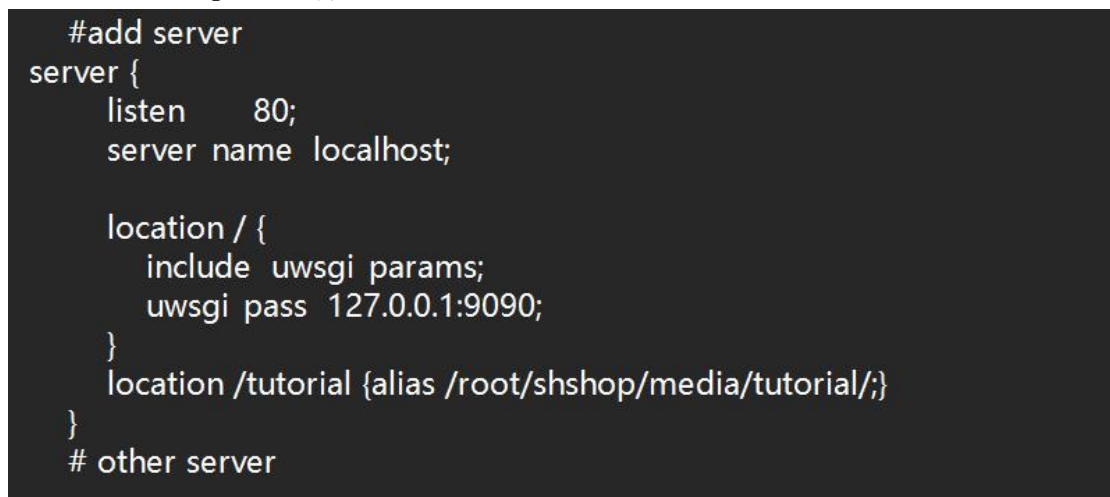 #add server
server {
listen 80;
server name localhost;
location / {
include uwsgi params;
uwsgi pass 127.0.0.1:9090;
}
location /tutorial {alias /root/shshop/media/tutorial/;}
}
# other server